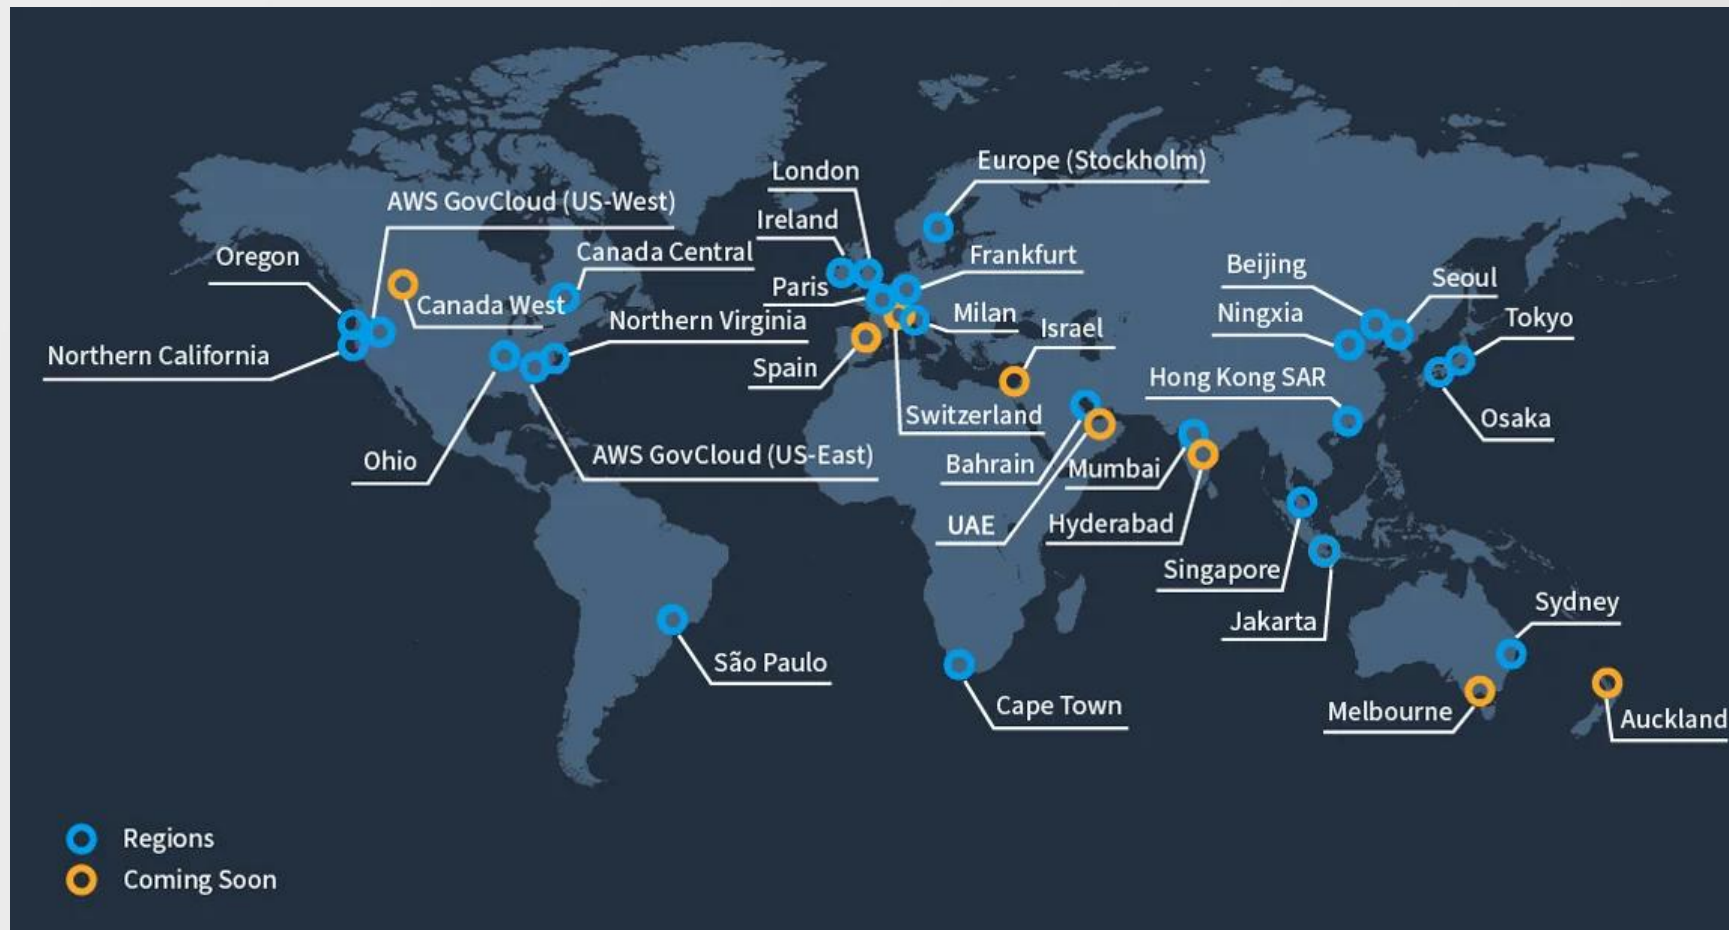 London
Europe (Stockholm)
AWS GovCloud (US-West)
Ireland
Oregon
Canada Central
Frankfurt
Beijing
Seoul
Paris
Canada West
Northern Virginia
Milan
Israel
Ningxia
Tokyo
Northern California
Spain
Hong Kong SAR
Switzerland
Osaka
Ohio
AWS GovCloud (US-East)
Bahrain
Mumbai
UAE
Hyderabad
Singapore
Jakarta
Sydney
São Paulo
Cape Town
Melbourne
Auckland
Regions
Coming Soon